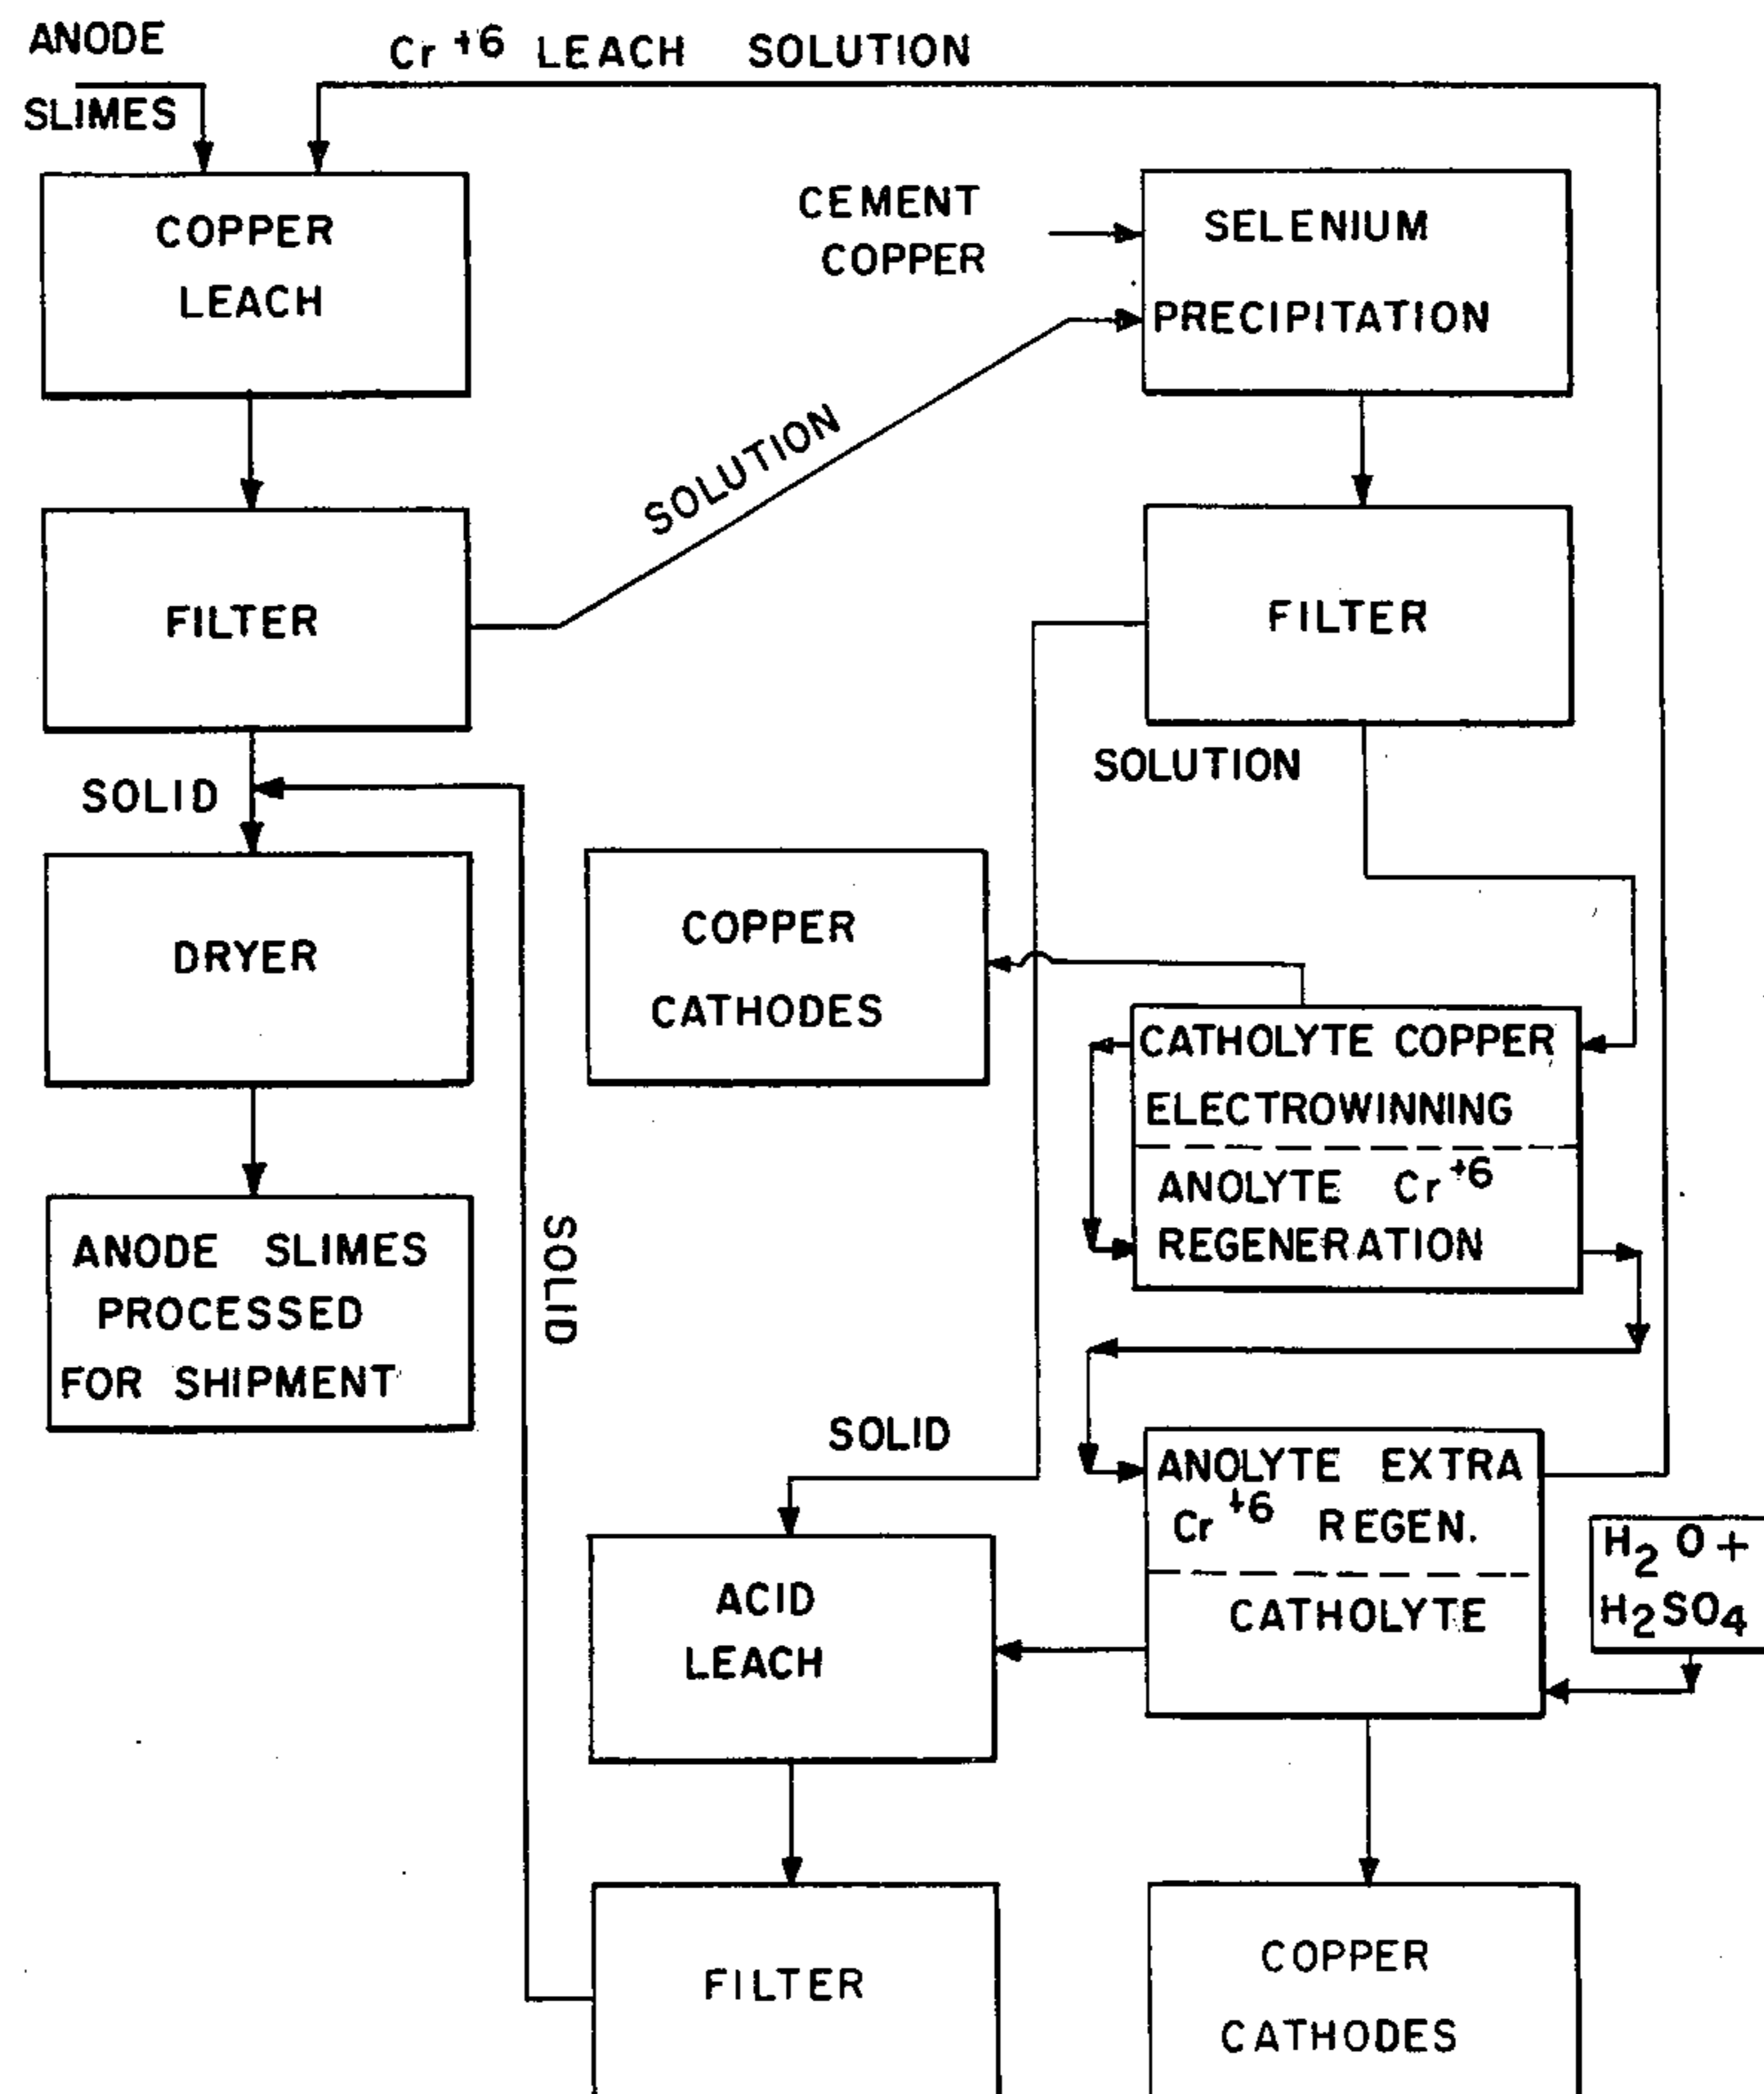 ANODE
SLIMES
Cr +6 LEACH SOLUTION
COPPER
LEACH
CEMENT
COPPER
SELENIUM
PRECIPITATION
SOLUTION
FILTER
FILTER
SOLUTION
SOLID
DRYER
COPPER
CATHODES
CATHOLYTE COPPER
ELECTROWINNING
ANOLYTE Cr+6
REGENERATION
ANODE SLIMES
PROCESSED
FOR SHIPMENT
SOLID
SOLID
ANOLYTE EXTRA
Cr+6 REGEN.
CATHOLYTE
H2 O +
H2SO4
ACID
LEACH
FILTER
COPPER
CATHODES